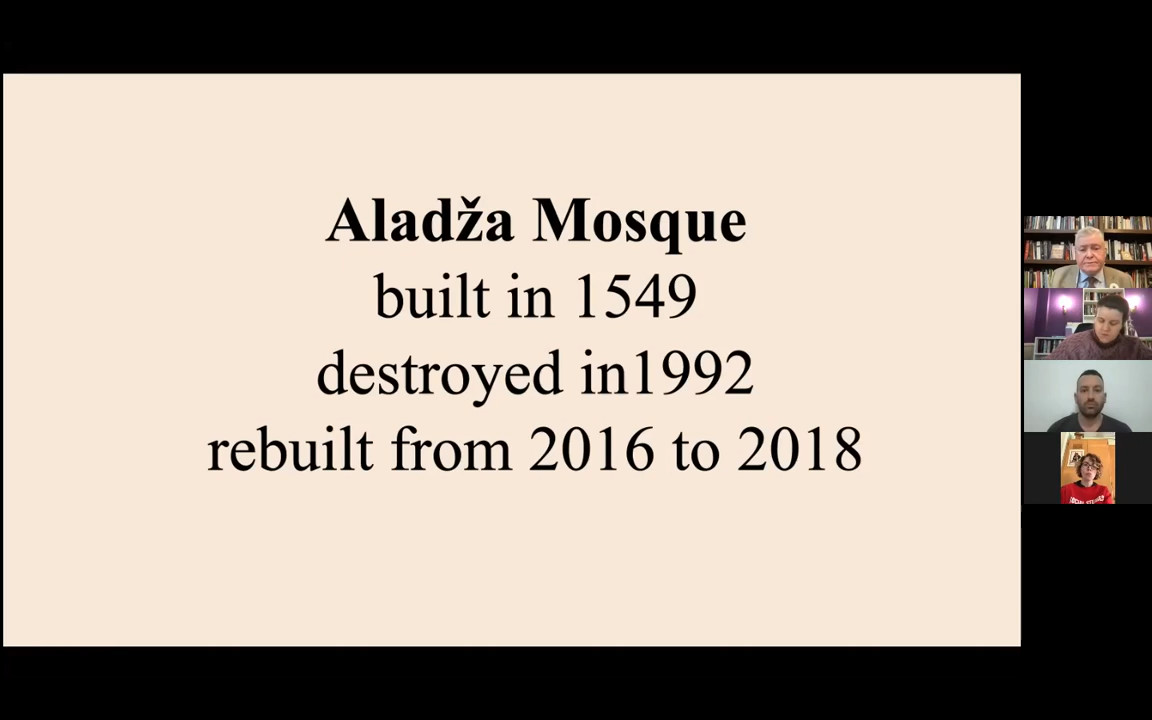 Aladža Mosque
built in 1549
destroyed in1992
rebuilt from 2016 to 2018